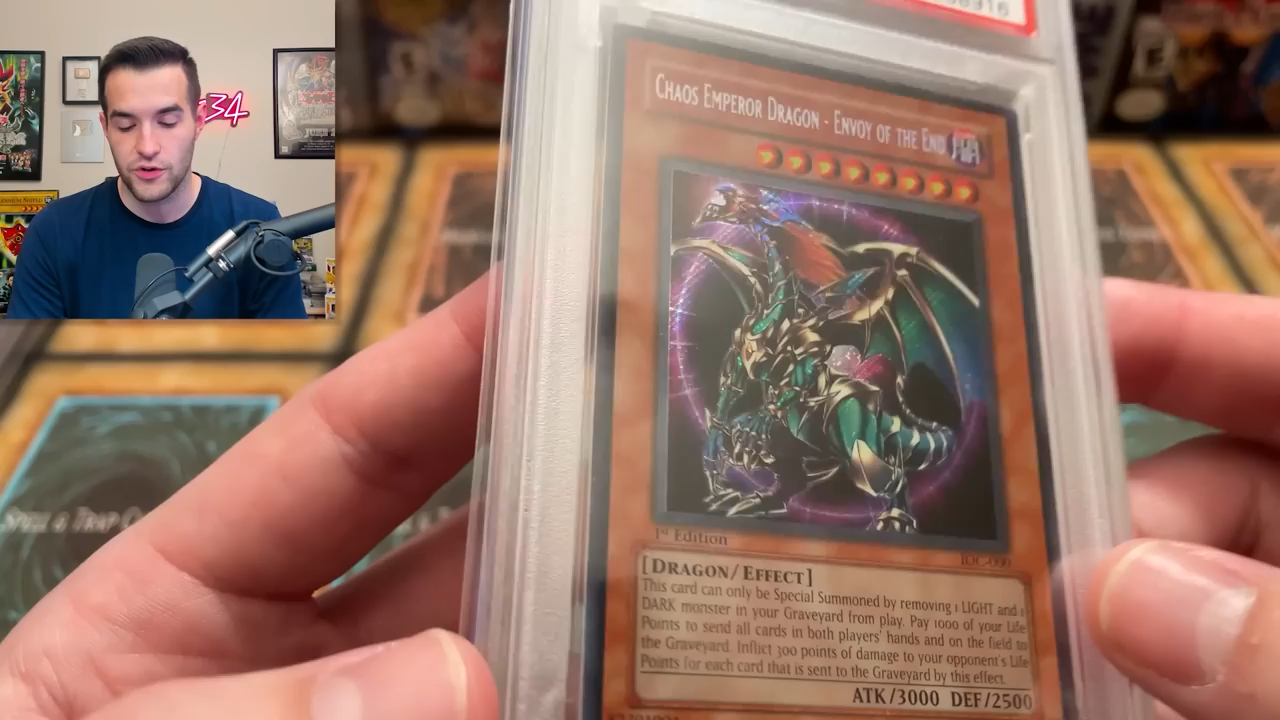 34
CHAOS EMPEROR DRAGON - ENVOY OF THE END
1st Edition
IOC-000
[DRAGON/EFFECT]
This card can only be Special Summoned by removing 1 LIGHT and 1
DARK monster in your Graveyard from play. Pay 1000 of your Life
Points to send all cards in both players' hands and on the field to
the Graveyard. Inflict 300 points of damage to your opponent's Life
Points for each card that is sent to the Graveyard by this effect.
ATK/3000 DEF/2500